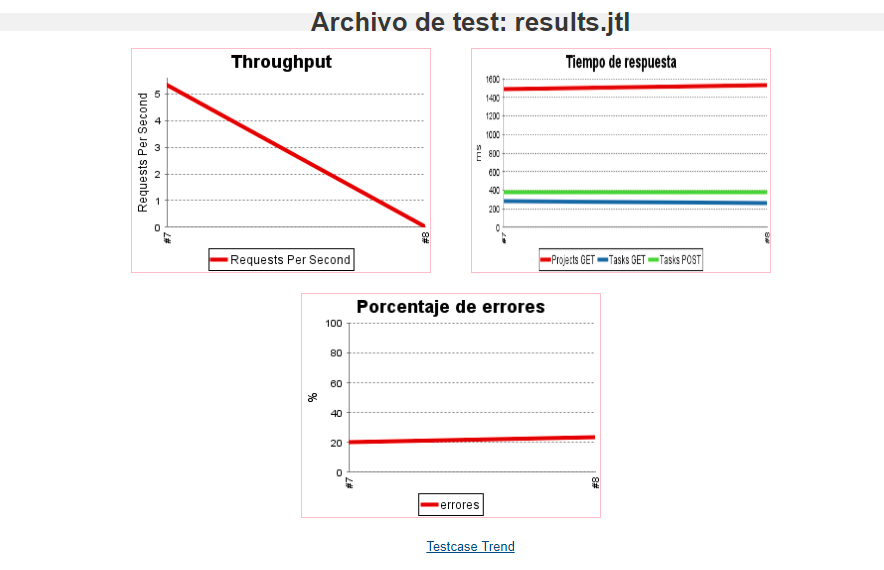 Archivo de test: results.jtl
Throughput
Requests Per Second
5
4
3
2
1
0
#7
#8
Requests Per Second
Tiempo de respuesta
ms
1600
1400
1200
1000
800
600
400
200
0
#7
#8
Projects GET Tasks GET Tasks POST
Porcentaje de errores
%
100
80
60
40
20
0
#7
#8
errores
Testcase Trend